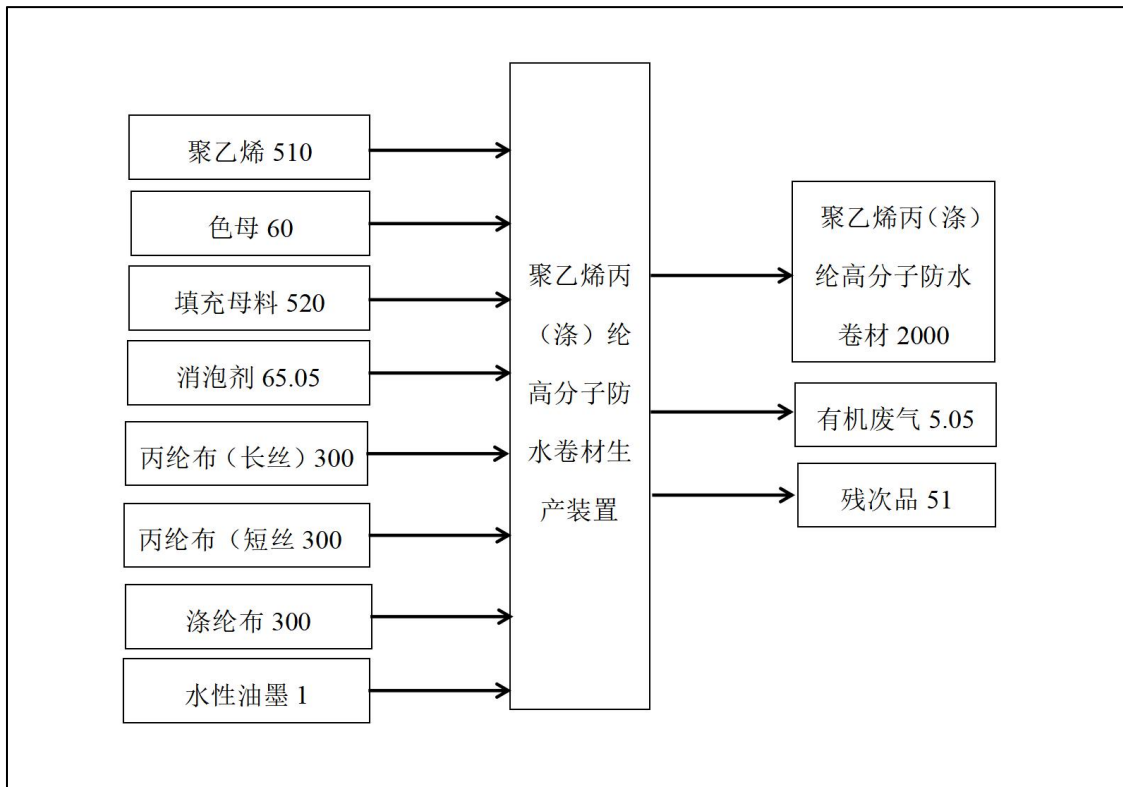 聚乙烯 510
色母 60
填充母料 520
消泡剂 65.05
丙纶布（长丝）300
丙纶布（短丝 300
涤纶布 300
水性油墨 1
聚乙烯丙
（涤）纶
高分子防
水卷材生
产装置
聚乙烯丙（涤）
纶高分子防水
卷材 2000
有机废气 5.05
残次品 51